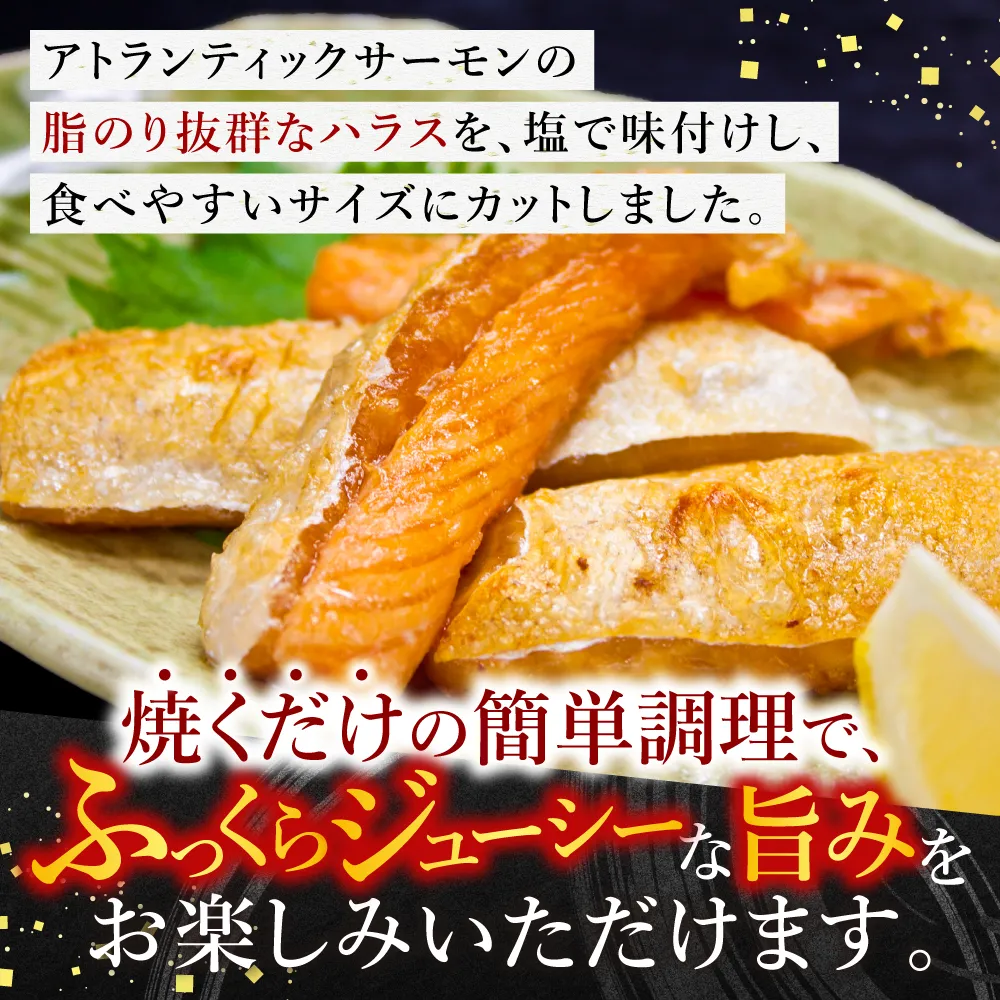 アトランティックサーモンの
脂のり抜群なハラスを、塩で味付けし、
食べやすいサイズにカットしました。
焼くだけの簡単調理で、
ふっくらジューシーな旨みを
お楽しみいただけます。